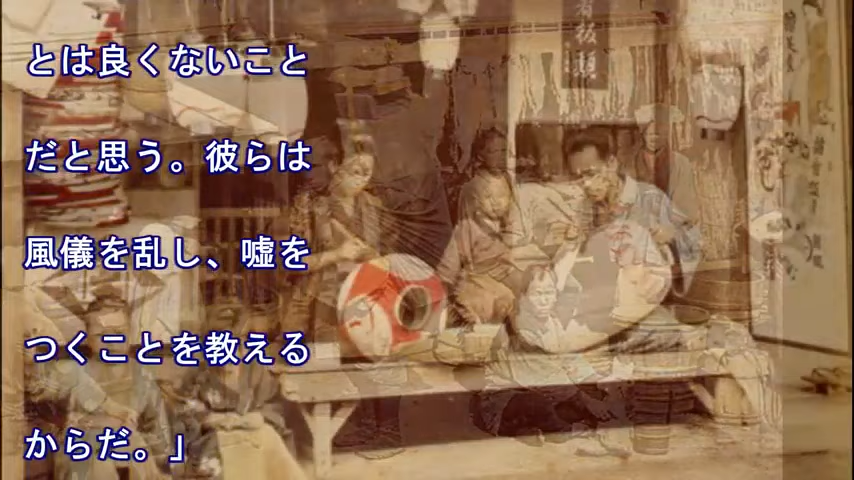 とは良くないこと
だと思う。彼らは
風儀を乱し、嘘を
つくことを教える
からだ。」